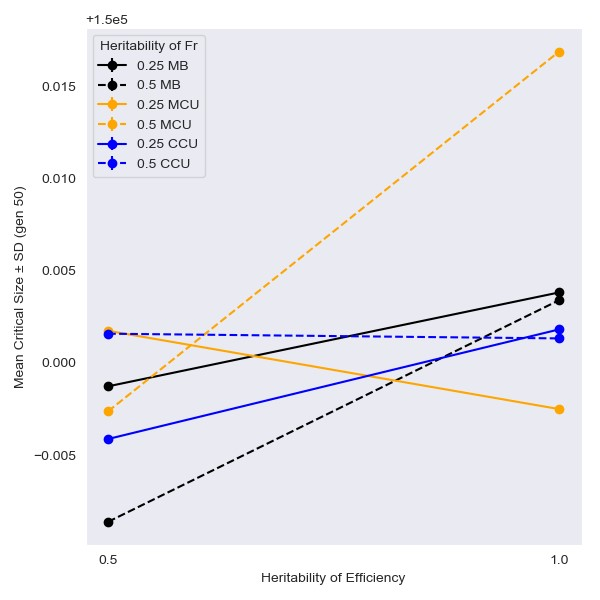 +1.5e5
Heritability of Fr
0.25 MB
0.5 MB
0.25 MCU
0.5 MCU
0.25 CCU
0.5 CCU
0.015
0.010
0.005
0.000
−0.005
Mean Critical Size ± SD (gen 50)
0.5
1.0
Heritability of Efficiency